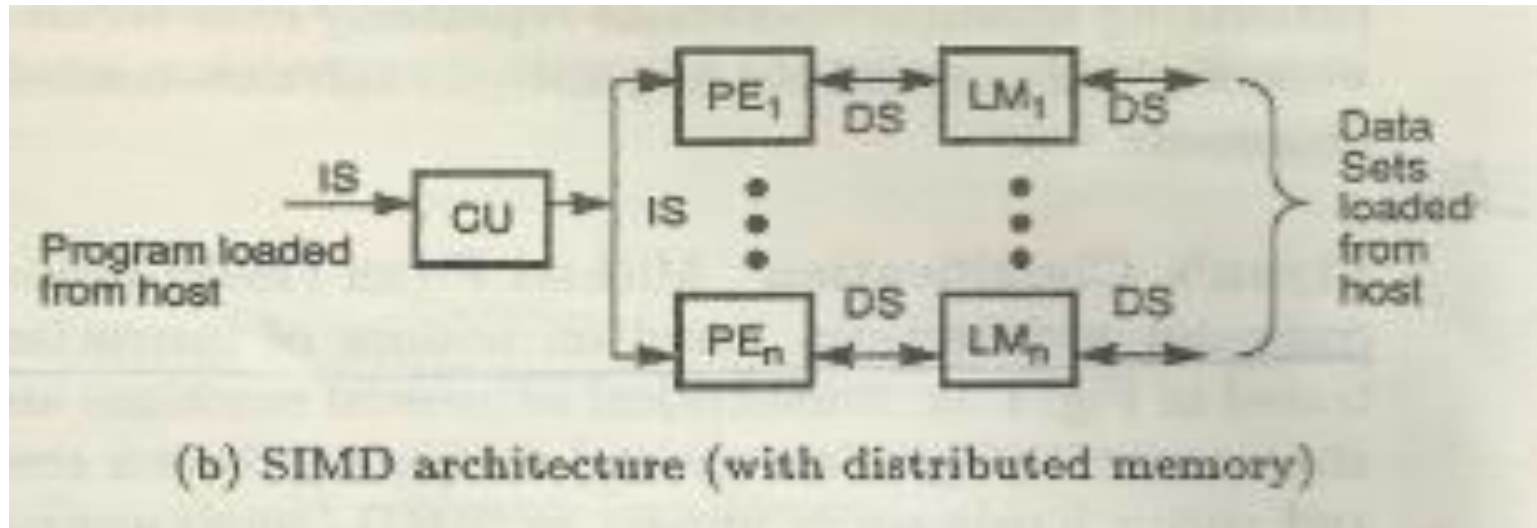 IS
CU
Program loaded
from host
IS
PE₁
DS
LM₁
DS
PEₙ
DS
LMₙ
DS
Data
Sets
loaded
from
host
(b) SIMD architecture (with distributed memory)